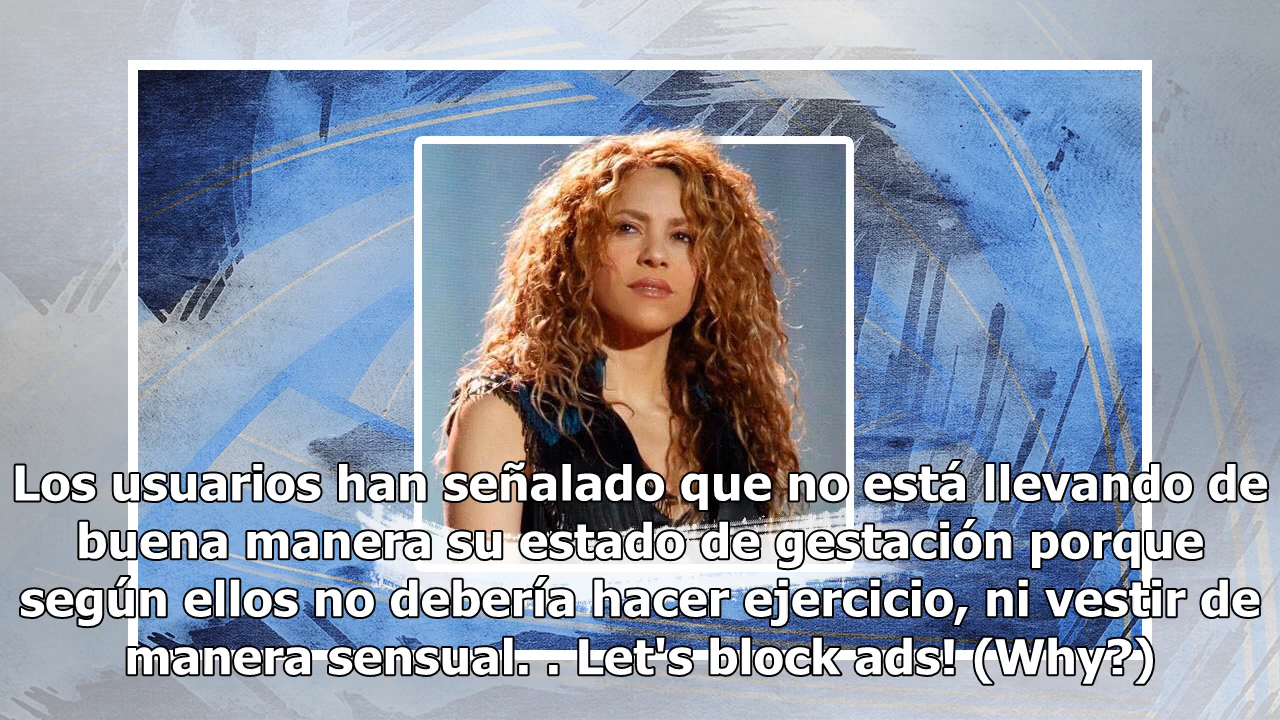 Los usuarios han señalado que no está llevando de
buena manera su estado de gestación porque
según ellos no debería hacer ejercicio, ni vestir de
manera sensual. . Let's block ads! (Why?)